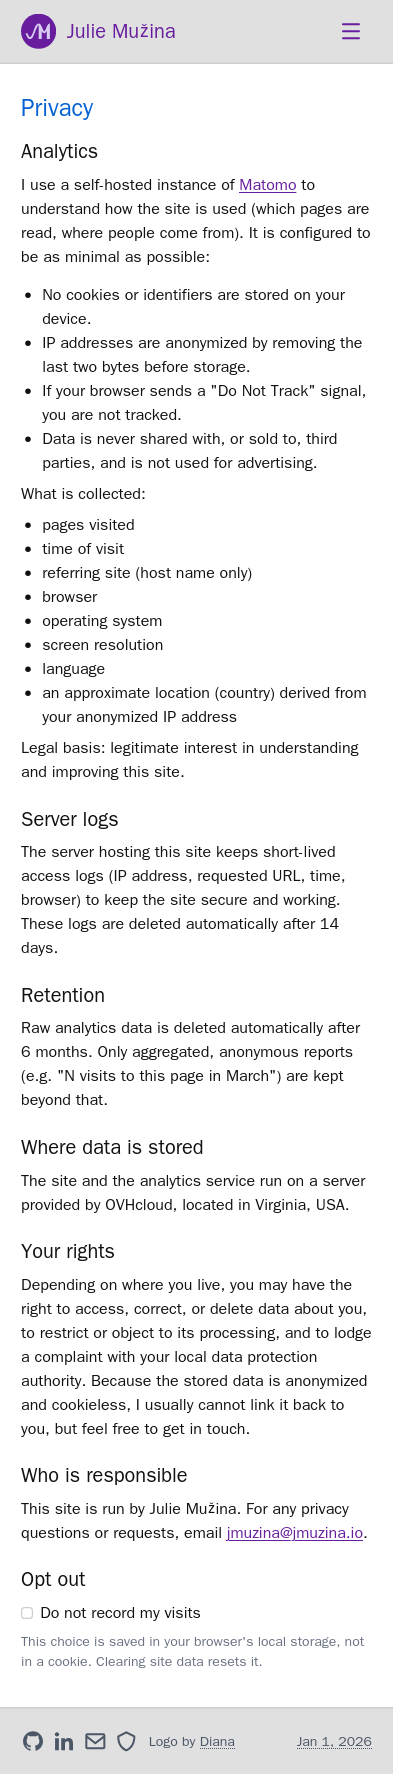 Julie Mužina
Privacy
Analytics
I use a self-hosted instance of Matomo to
understand how the site is used (which pages are
read, where people come from). It is configured to
be as minimal as possible:
No cookies or identifiers are stored on your
device.
IP addresses are anonymized by removing the
last two bytes before storage.
If your browser sends a "Do Not Track" signal,
you are not tracked.
Data is never shared with, or sold to, third
parties, and is not used for advertising.
What is collected:
pages visited
time of visit
referring site (host name only)
browser
operating system
screen resolution
language
an approximate location (country) derived from
your anonymized IP address
Legal basis: legitimate interest in understanding
and improving this site.
Server logs
The server hosting this site keeps short-lived
access logs (IP address, requested URL, time,
browser) to keep the site secure and working.
These logs are deleted automatically after 14
days.
Retention
Raw analytics data is deleted automatically after
6 months. Only aggregated, anonymous reports
(e.g. "N visits to this page in March") are kept
beyond that.
Where data is stored
The site and the analytics service run on a server
provided by OVHcloud, located in Virginia, USA.
Your rights
Depending on where you live, you may have the
right to access, correct, or delete data about you,
to restrict or object to its processing, and to lodge
a complaint with your local data protection
authority. Because the stored data is anonymized
and cookieless, I usually cannot link it back to
you, but feel free to get in touch.
Who is responsible
This site is run by Julie Mužina. For any privacy
questions or requests, email jmuzina@jmuzina.io.
Opt out
Do not record my visits
This choice is saved in your browser's local storage, not
in a cookie. Clearing site data resets it.
Logo by Diana Jan 1, 2026